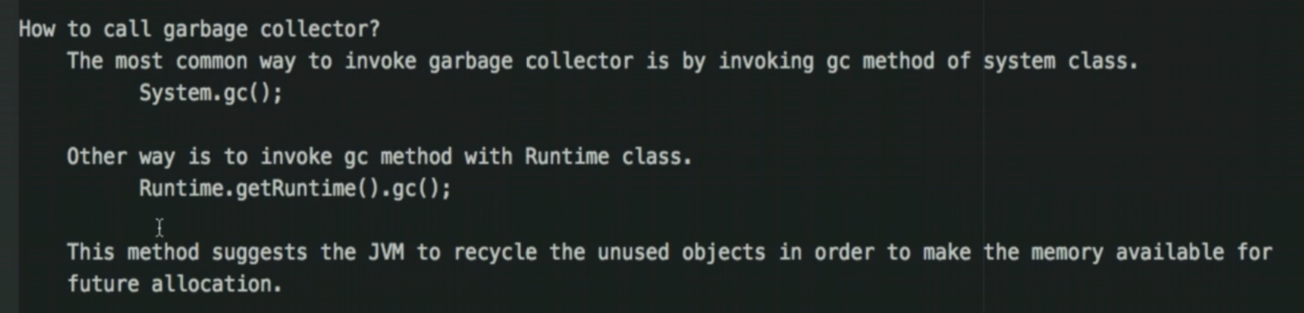 How to call garbage collector?
The most common way to invoke garbage collector is by invoking gc method of system class.
System.gc();
Other way is to invoke gc method with Runtime class.
Runtime.getRuntime().gc();
This method suggests the JVM to recycle the unused objects in order to make the memory available for
future allocation.